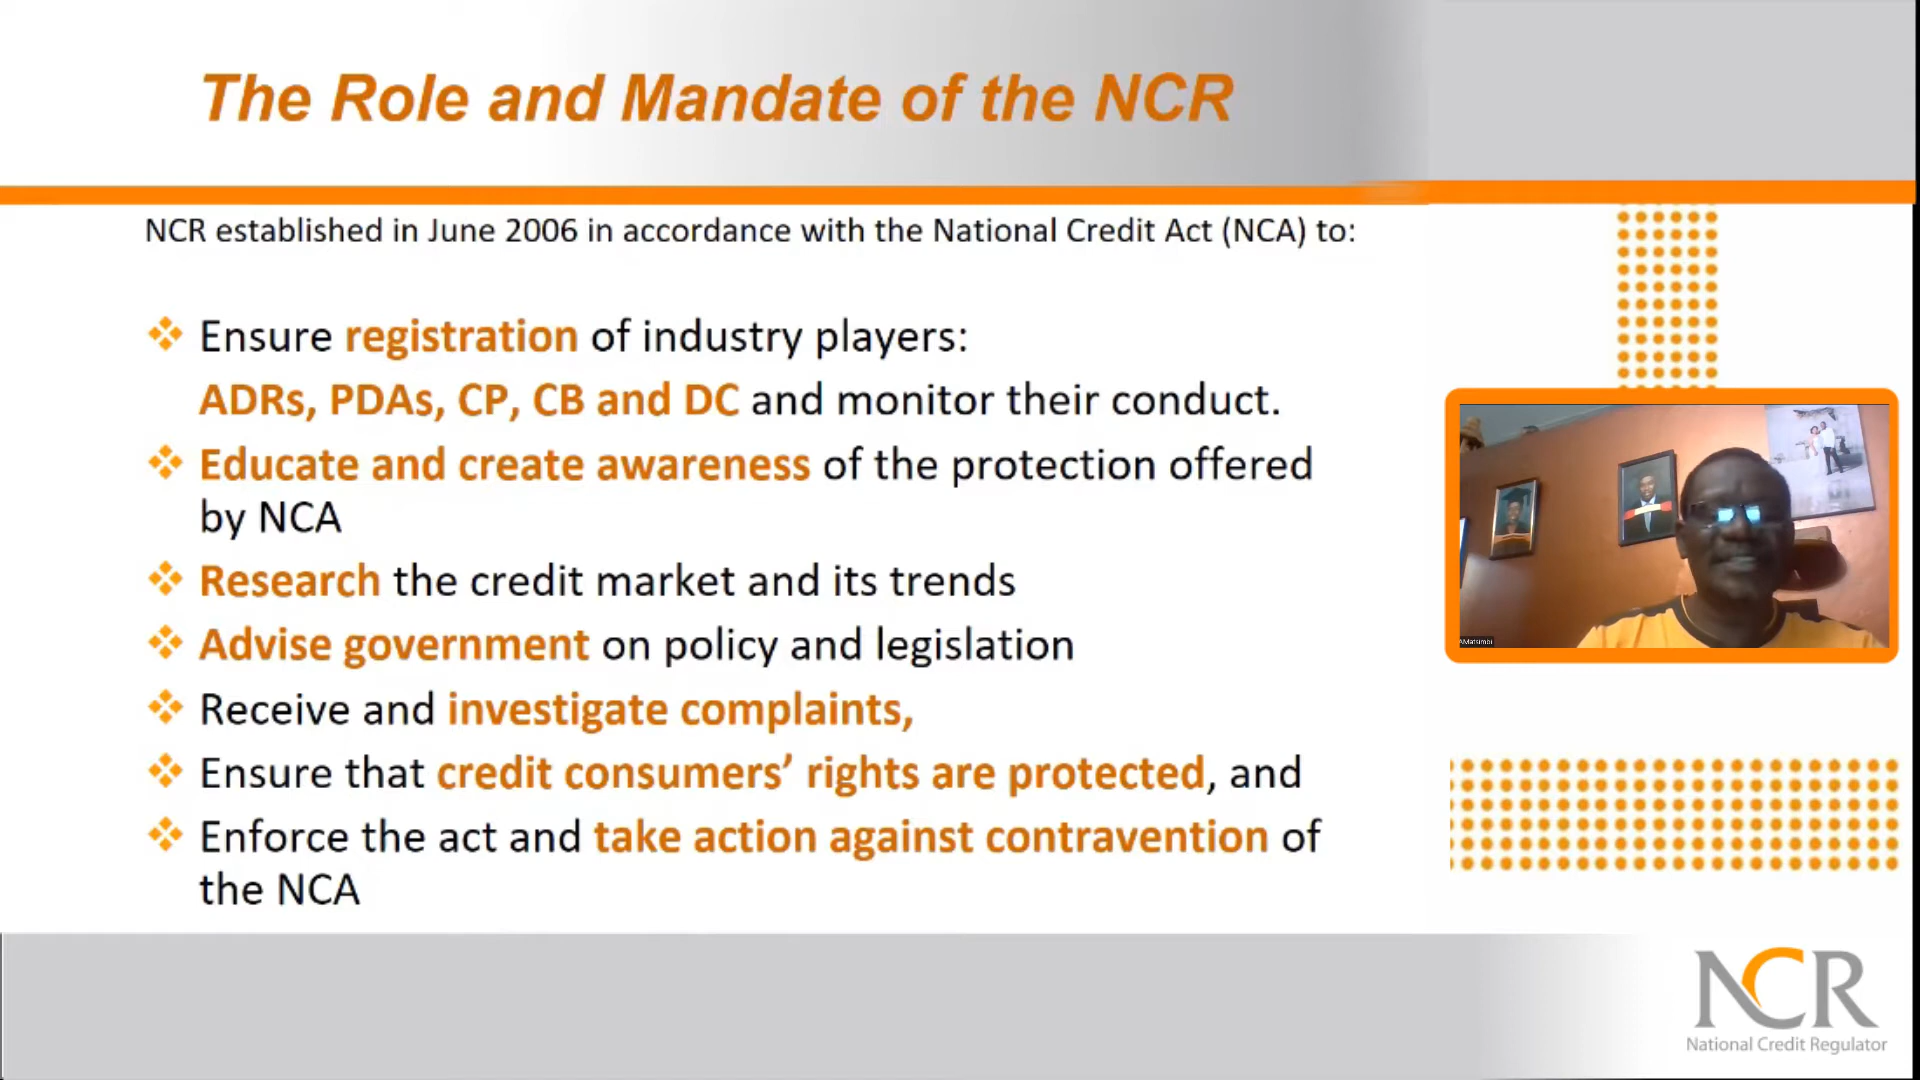 The Role and Mandate of the NCR
NCR established in June 2006 in accordance with the National Credit Act (NCA) to:
Ensure registration of industry players:
ADRs, PDAs, CP, CB and DC and monitor their conduct.
Educate and create awareness of the protection offered
by NCA
Research the credit market and its trends
Advise government on policy and legislation
Receive and investigate complaints,
Ensure that credit consumers’ rights are protected, and
Enforce the act and take action against contravention of
the NCA
AMatsimbi
NCR
National Credit Regulator